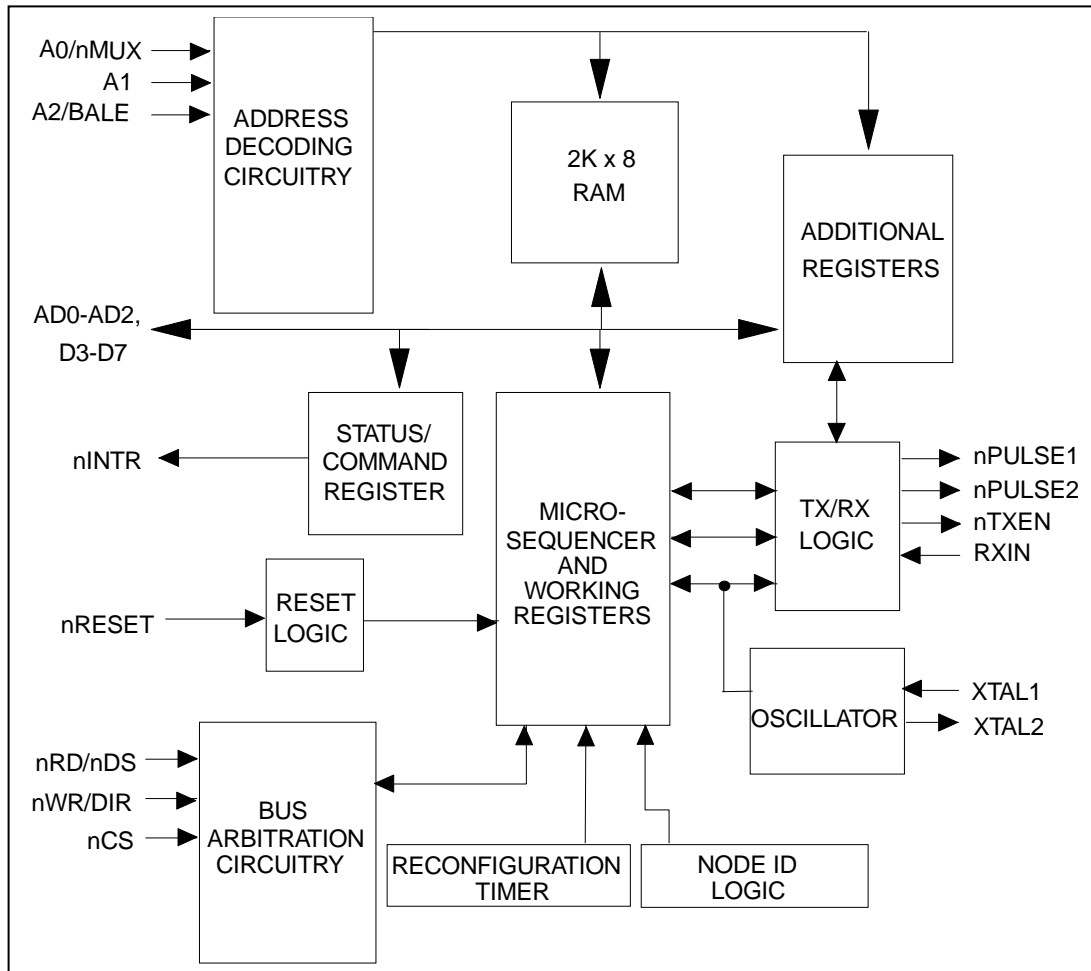 A0/nMUX
A1
A2/BALE
ADDRESS
DECODING
CIRCUITRY
2K x 8
RAM
ADDITIONAL
REGISTERS
AD0-AD2,
D3-D7
nINTR
STATUS/
COMMAND
REGISTER
MICRO-
SEQUENCER
AND
WORKING
REGISTERS
TX/RX
LOGIC
nPULSE1
nPULSE2
nTXEN
RXIN
nRESET
RESET
LOGIC
OSCILLATOR
XTAL1
XTAL2
nRD/nDS
nWR/DIR
nCS
BUS
ARBITRATION
CIRCUITRY
RECONFIGURATION
TIMER
NODE ID
LOGIC